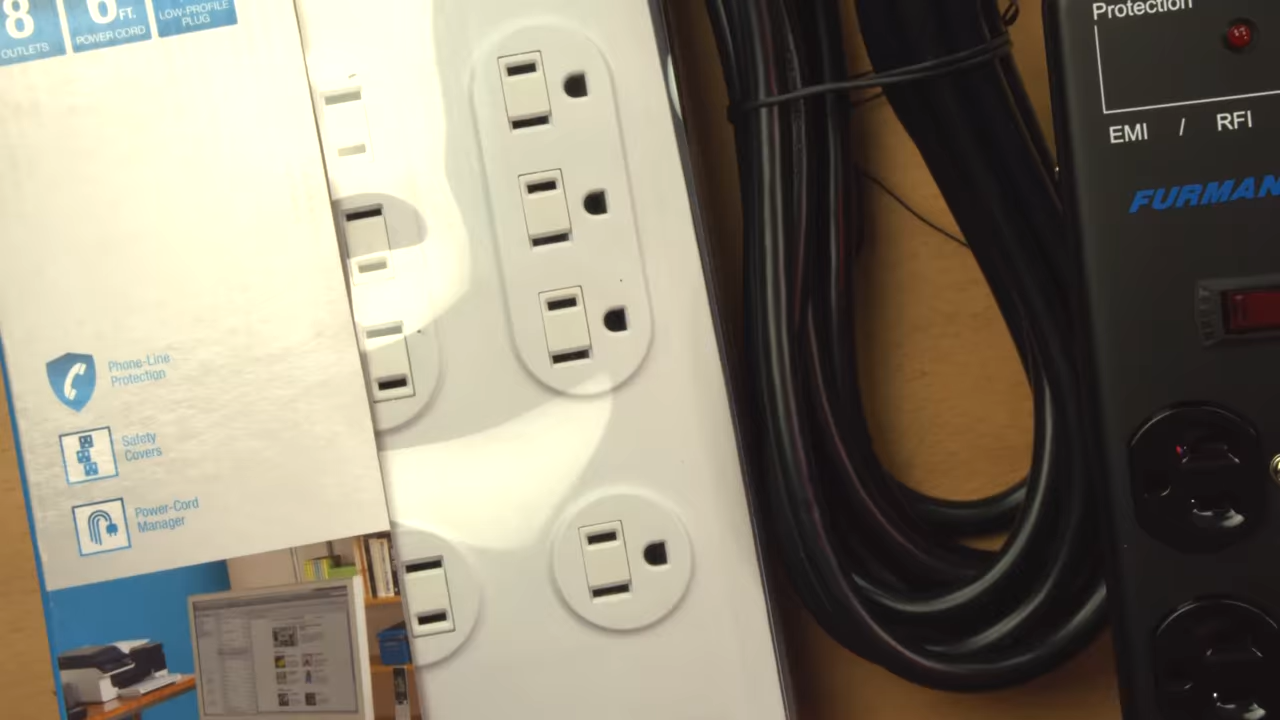 8
OUTLETS
6 FT.
POWER CORD
LOW-PROFILE
PLUG
Phone-Line
Protection
Safety
Covers
Power-Cord
Manager
Protection
EMI / RFI
FURMAN